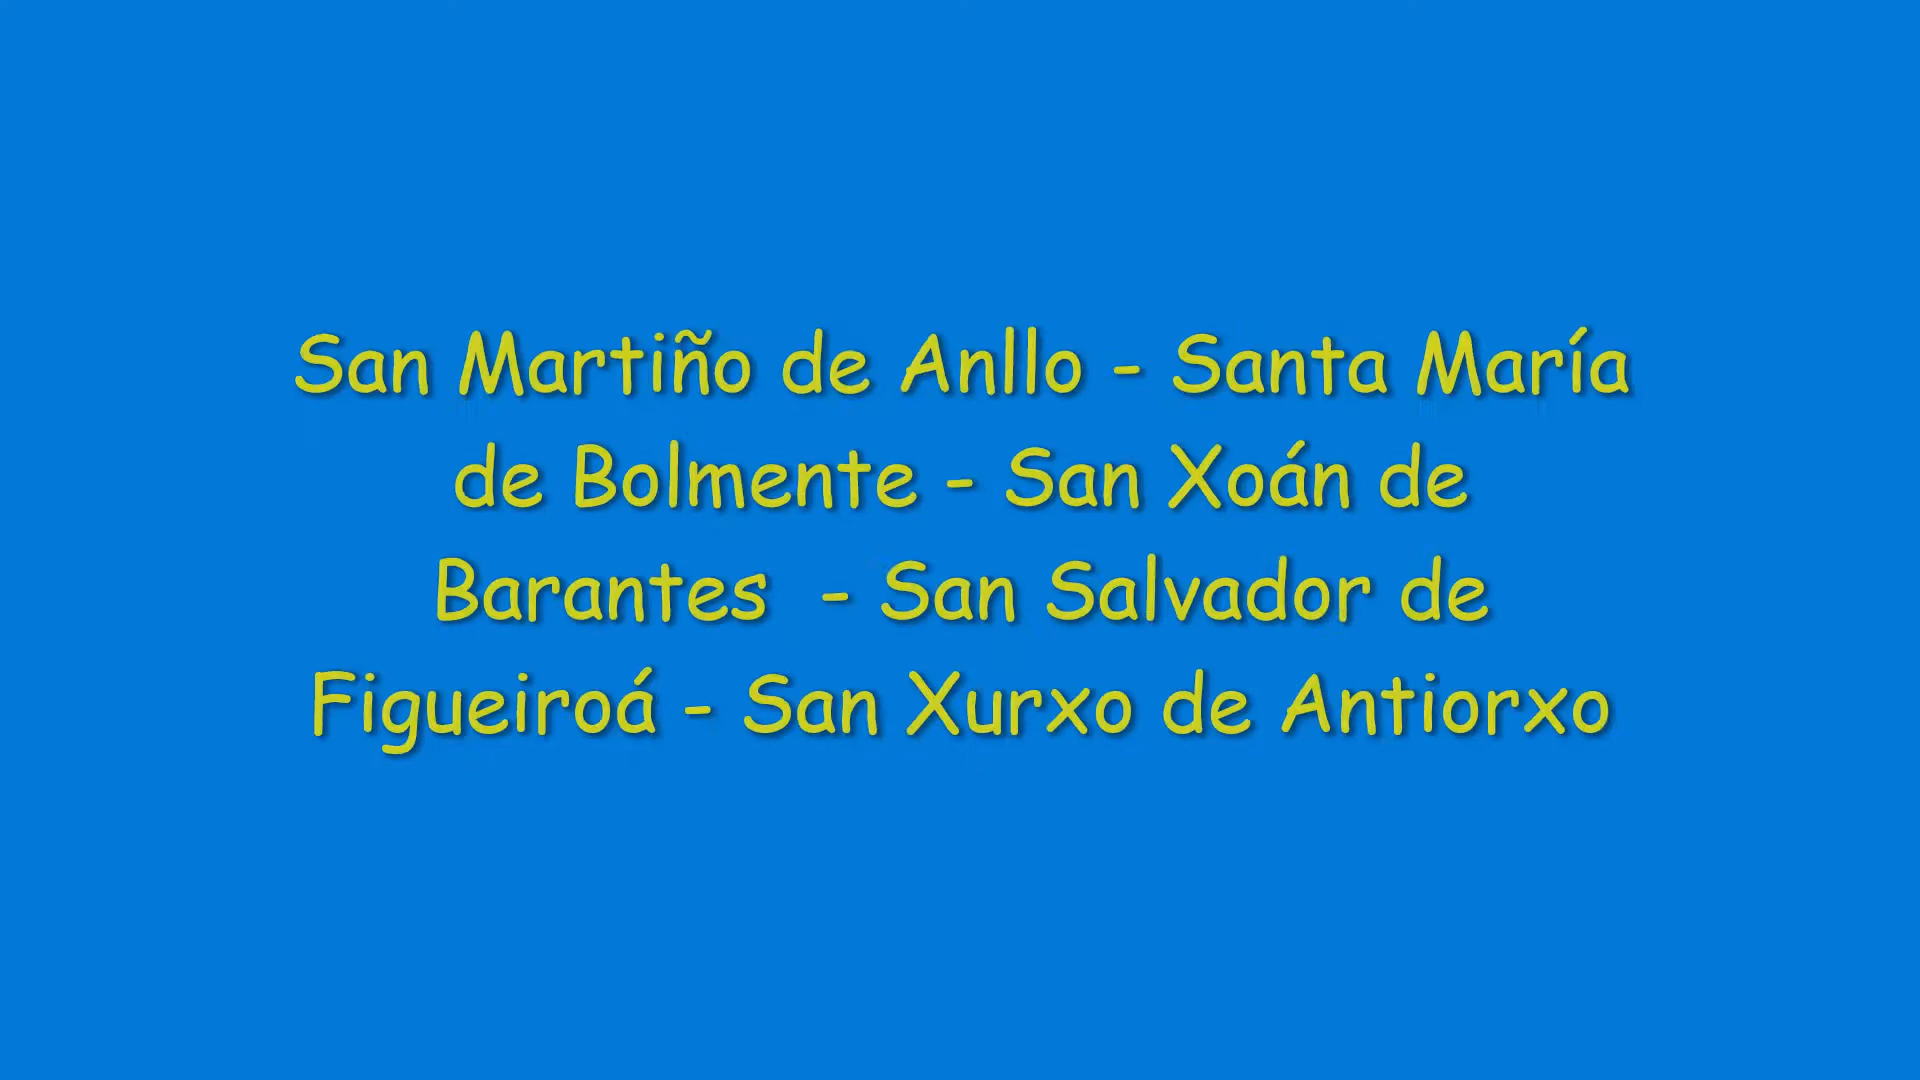 San Martiño de Anllo - Santa María
de Bolmente - San Xoán de
Barantes  - San Salvador de
Figueiroá - San Xurxo de Antiorxo